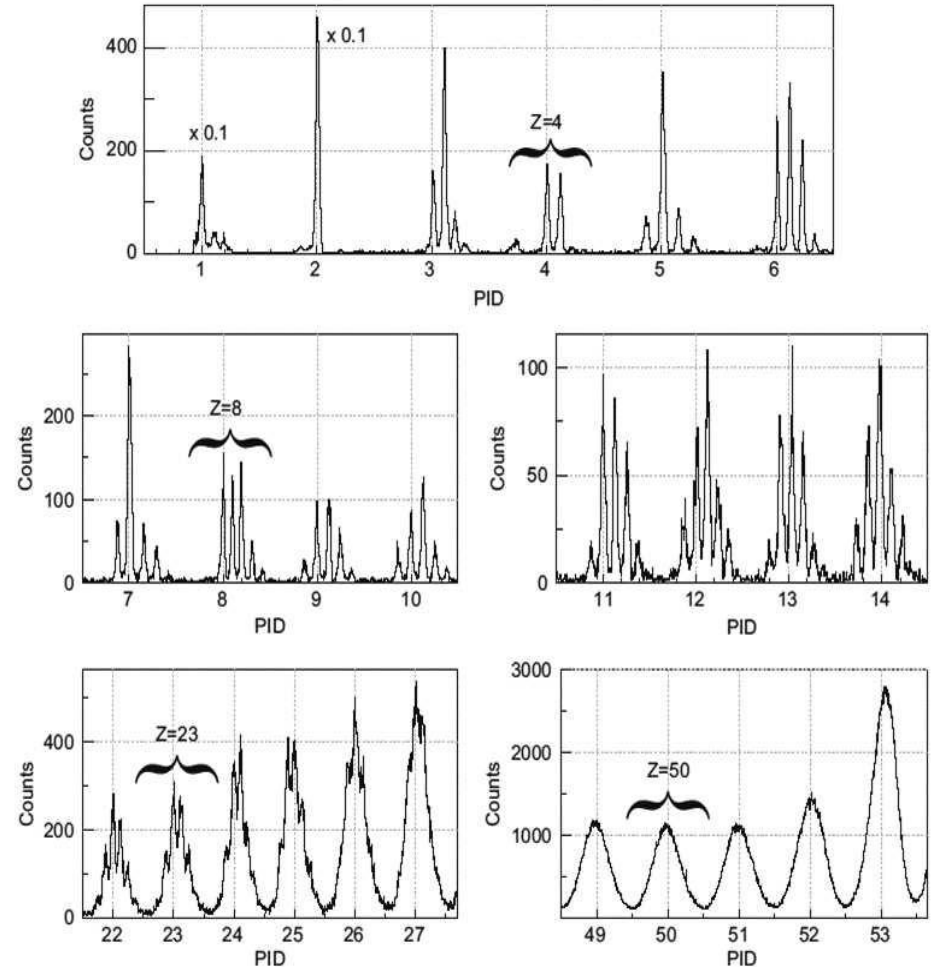 400
200
0
Counts
x 0.1
x 0.1
Z=4
1 2 3 4 5 6
PID
200
100
0
Counts
Z=8
7 8 9 10
PID
100
50
0
Counts
11 12 13 14
PID
400
200
0
Counts
Z=23
22 23 24 25 26 27
PID
3000
2000
1000
Counts
Z=50
49 50 51 52 53
PID